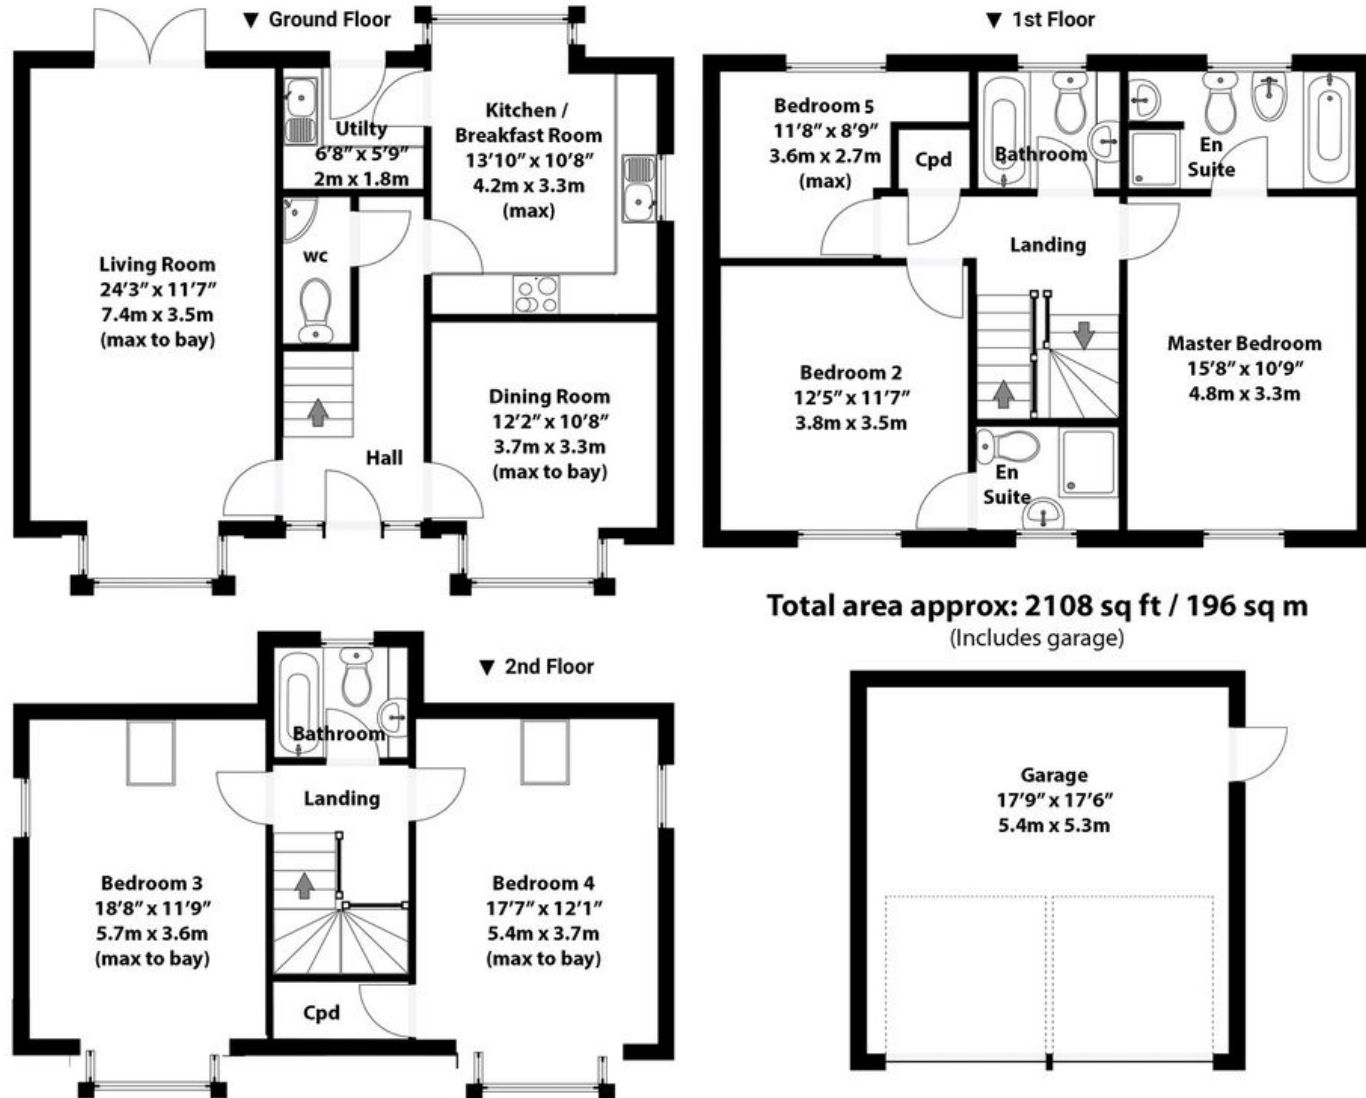 ▼ Ground Floor
Living Room
24'3” x 11'7”
7.4m x 3.5m
(max to bay)
Utilty
6'8” x 5'9”
2m x 1.8m
Kitchen /
Breakfast Room
13'10” x 10'8”
4.2m x 3.3m
(max)
wc
Hall
Dining Room
12'2” x 10'8”
3.7m x 3.3m
(max to bay)
▼ 1st Floor
Bedroom 5
11'8” x 8'9”
3.6m x 2.7m
(max)
Cpd
Bathroom
En
Suite
Landing
Bedroom 2
12'5” x 11'7”
3.8m x 3.5m
En
Suite
Master Bedroom
15'8” x 10'9”
4.8m x 3.3m
Total area approx: 2108 sq ft / 196 sq m
(Includes garage)
▼ 2nd Floor
Bathroom
Landing
Bedroom 3
18'8” x 11'9”
5.7m x 3.6m
(max to bay)
Bedroom 4
17'7” x 12'1”
5.4m x 3.7m
(max to bay)
Cpd
Garage
17'9” x 17'6”
5.4m x 5.3m